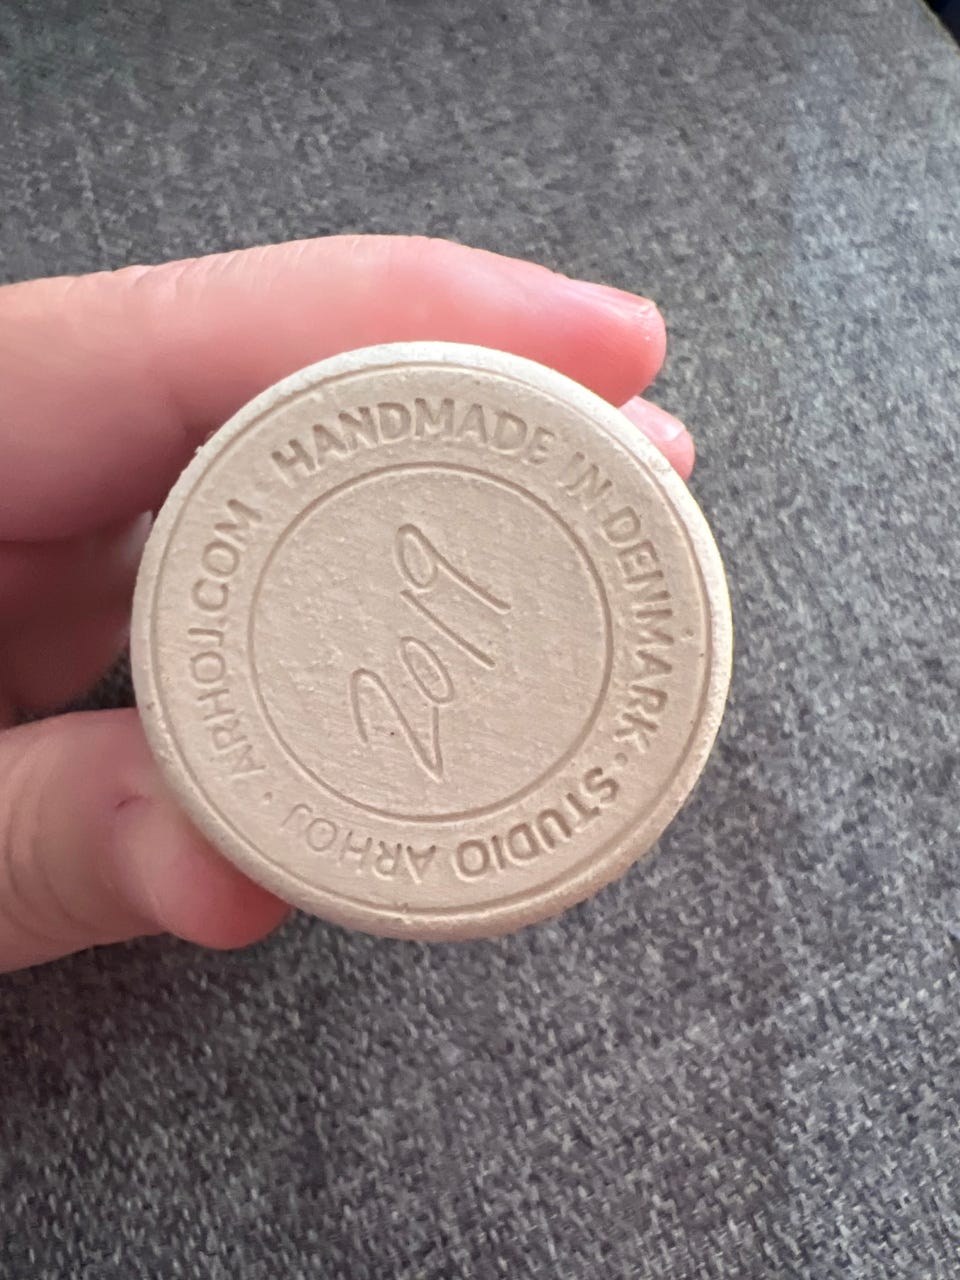 HANDMADE IN DENMARK • STUDIO ARHOJ • ARHOJ.COM •
2019